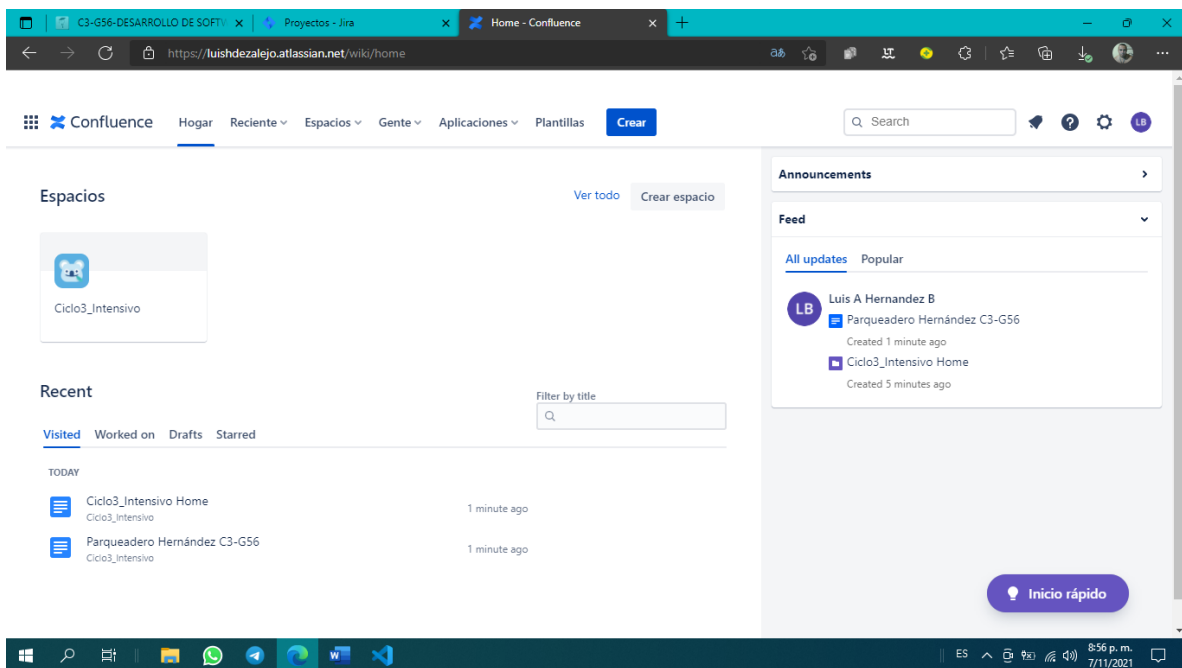 C3-G56-DESARROLLO DE SOFTW
Proyectos - Jira
Home - Confluence
https://luishdezalejo.atlassian.net/wiki/home
Confluence
Hogar
Reciente
Espacios
Gente
Aplicaciones
Plantillas
Crear
Search
LB
Espacios
Ver todo
Crear espacio
Ciclo3_Intensivo
Recent
Filter by title
Visited
Worked on
Drafts
Starred
TODAY
Ciclo3_Intensivo Home
Ciclo3_Intensivo
1 minute ago
Parqueadero Hernández C3-G56
Ciclo3_Intensivo
1 minute ago
Announcements
Feed
All updates
Popular
LB
Luis A Hernandez B
Parqueadero Hernández C3-G56
Created 1 minute ago
Ciclo3_Intensivo Home
Created 5 minutes ago
Inicio rápido
ES
8:56 p. m.
7/11/2021